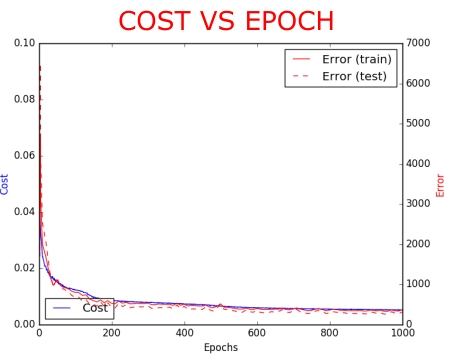 COST VS EPOCH
0.10
0.08
0.06
0.04
0.02
0.00
Cost
7000
6000
5000
4000
3000
2000
1000
0
Error
Error (train)
Error (test)
Cost
0
200
400
600
800
1000
Epochs